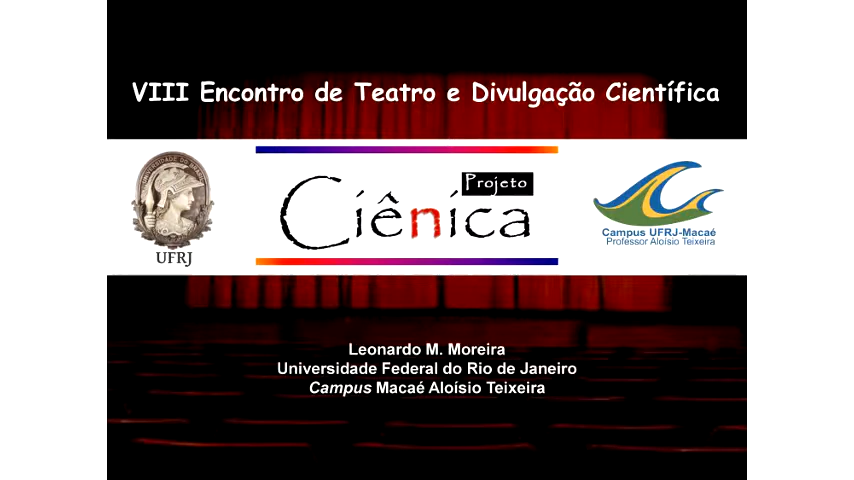 VIII Encontro de Teatro e Divulgação Científica
Projeto
Ciênica
UFRJ
Campus UFRJ-Macaé
Professor Aloísio Teixeira
Leonardo M. Moreira
Universidade Federal do Rio de Janeiro
Campus Macaé Aloísio Teixeira